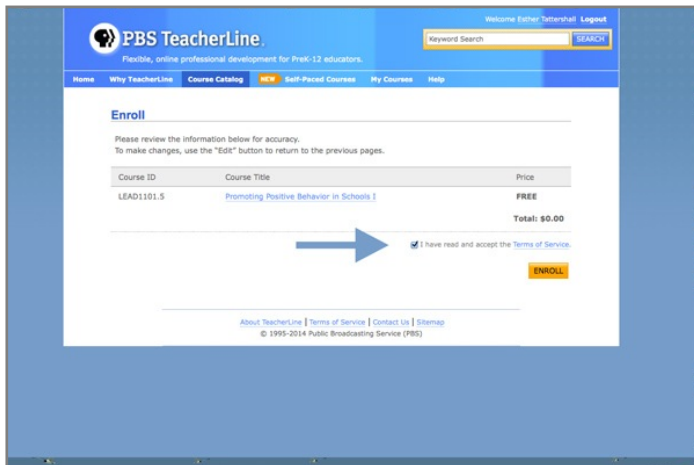 Welcome Esther Tattershall Logout
PBS TeacherLine.
Keyword Search SEARCH
Flexible, online professional development for PreK-12 educators.
Home Why TeacherLine Course Catalog NEW Self-Paced Courses My Courses Help
Enroll
Please review the information below for accuracy.
To make changes, use the "Edit" button to return to the previous pages.
Course ID Course Title Price
LEAD1101.5 Promoting Positive Behavior in Schools I FREE
Total: $0.00
I have read and accept the Terms of Service.
ENROLL
About TeacherLine | Terms of Service | Contact Us | Sitemap
© 1995-2014 Public Broadcasting Service (PBS)